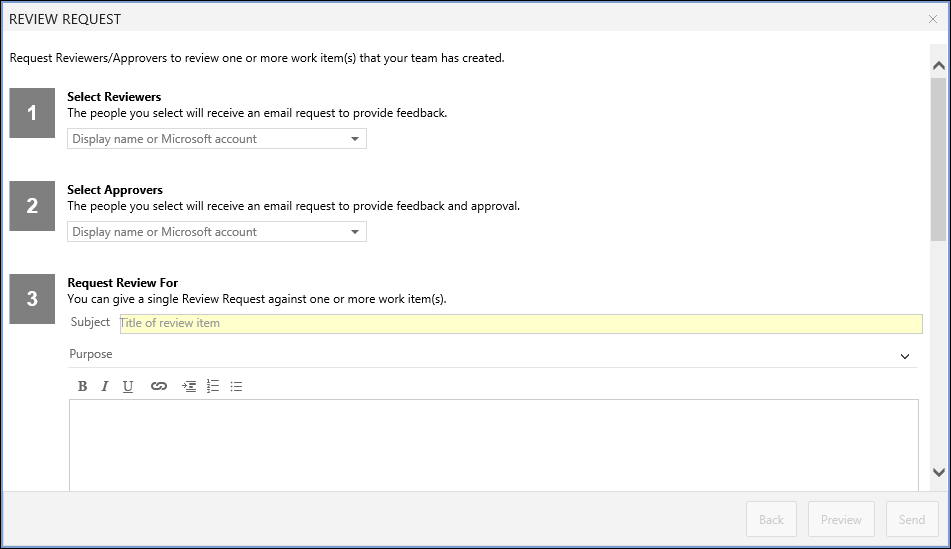 REVIEW REQUEST
Request Reviewers/Approvers to review one or more work item(s) that your team has created.
1
Select Reviewers
The people you select will receive an email request to provide feedback.
Display name or Microsoft account
2
Select Approvers
The people you select will receive an email request to provide feedback and approval.
Display name or Microsoft account
3
Request Review For
You can give a single Review Request against one or more work item(s).
Subject Title of review item
Purpose
B I U
Back Preview Send